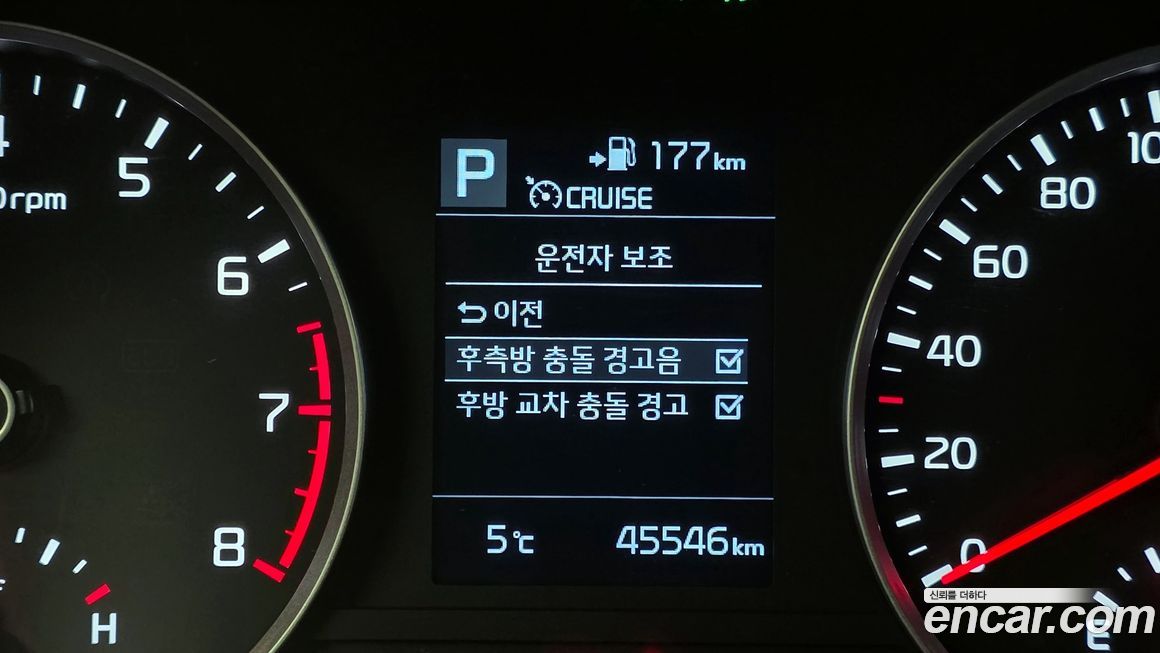 P
177km
CRUISE
운전자 보조
이전
후측방 충돌 경고음
후방 교차 충돌 경고
5℃
45546km
5
6
7
8
rpm
H
80
60
40
20
0
E
신뢰를 더하다
encar.com